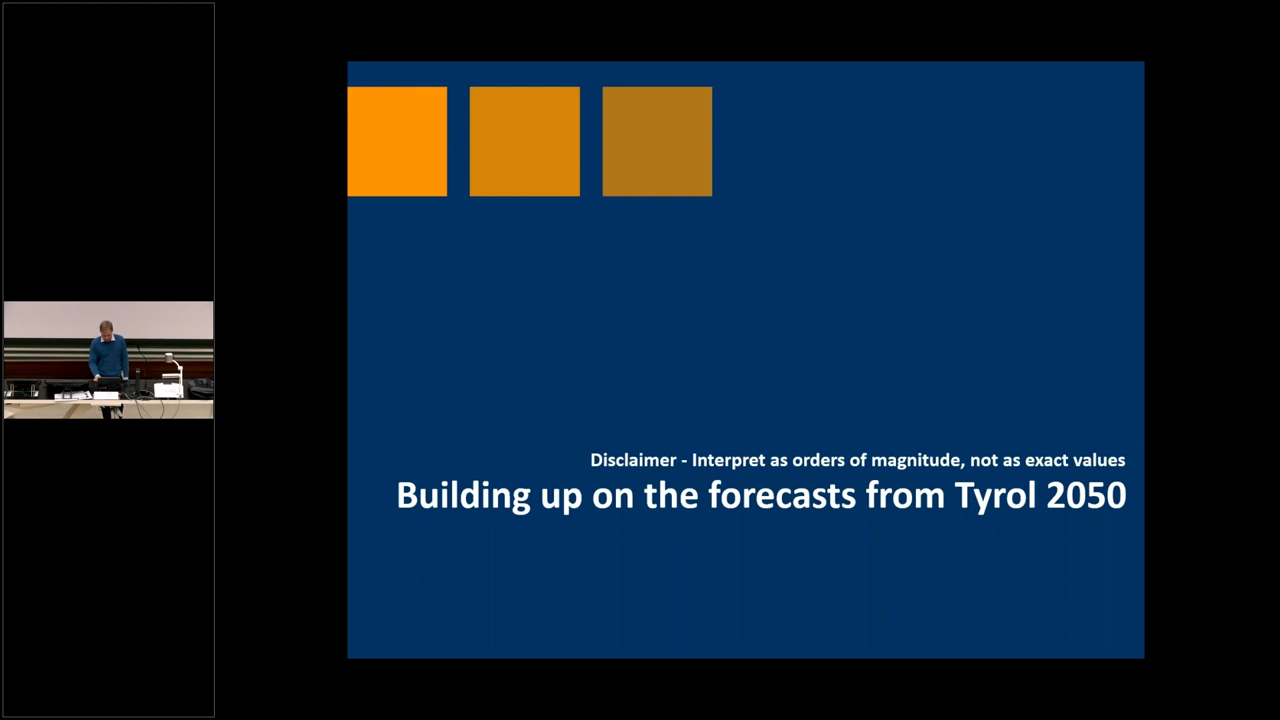 Disclaimer - Interpret as orders of magnitude, not as exact values
Building up on the forecasts from Tyrol 2050